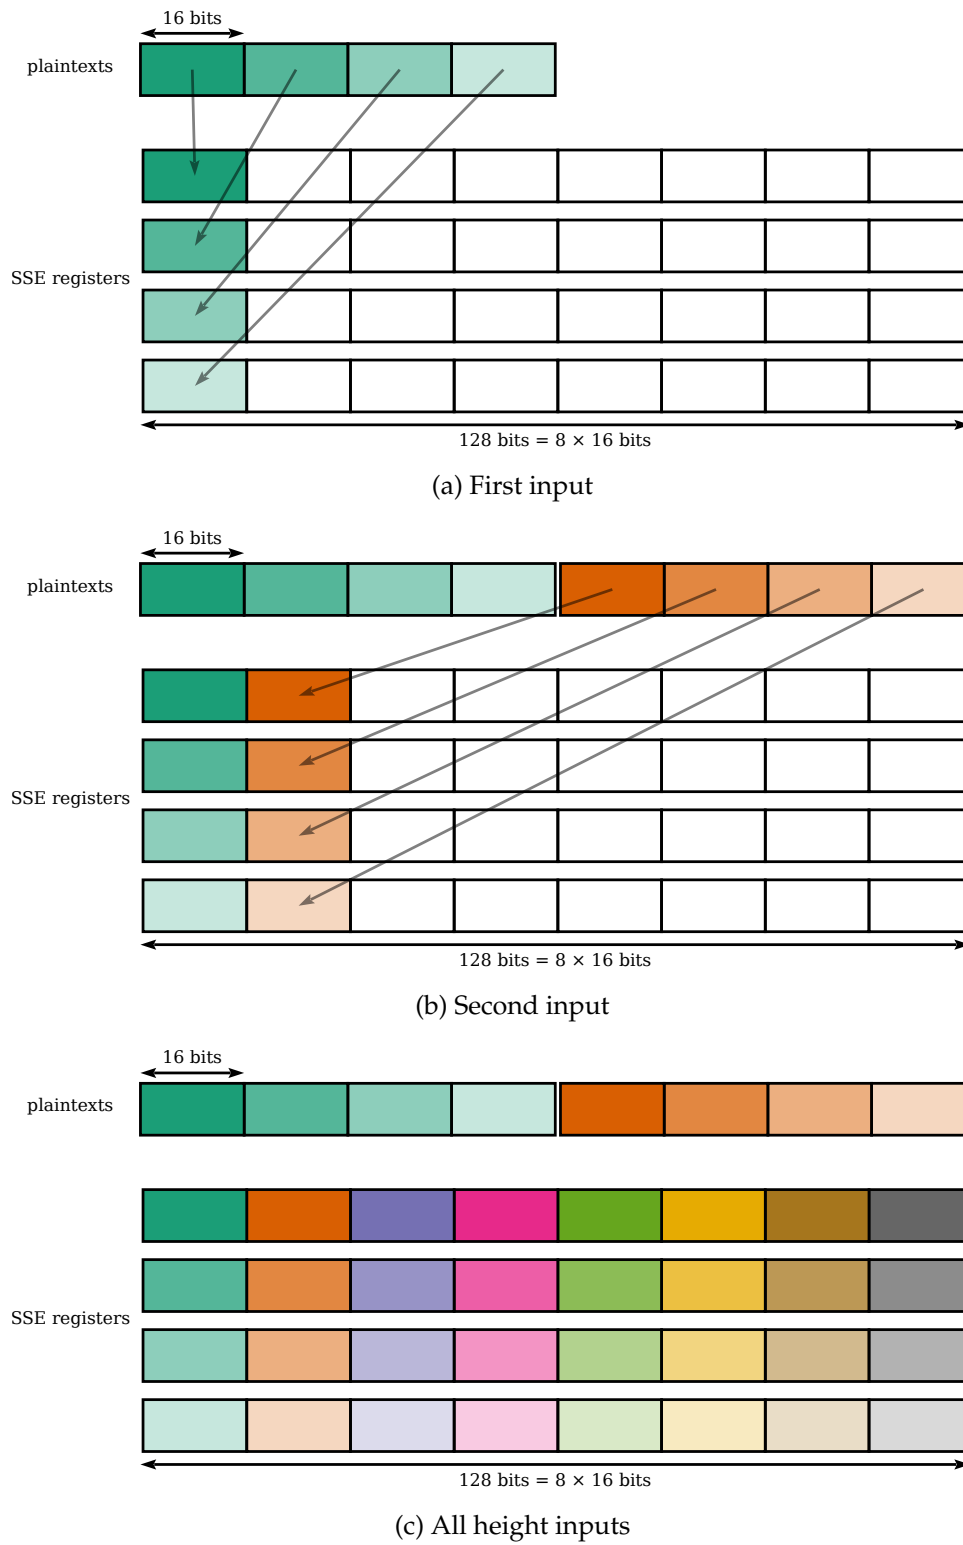 16 bits
plaintexts
SSE registers
128 bits = 8 × 16 bits
(a) First input
16 bits
plaintexts
SSE registers
128 bits = 8 × 16 bits
(b) Second input
16 bits
plaintexts
SSE registers
128 bits = 8 × 16 bits
(c) All height inputs